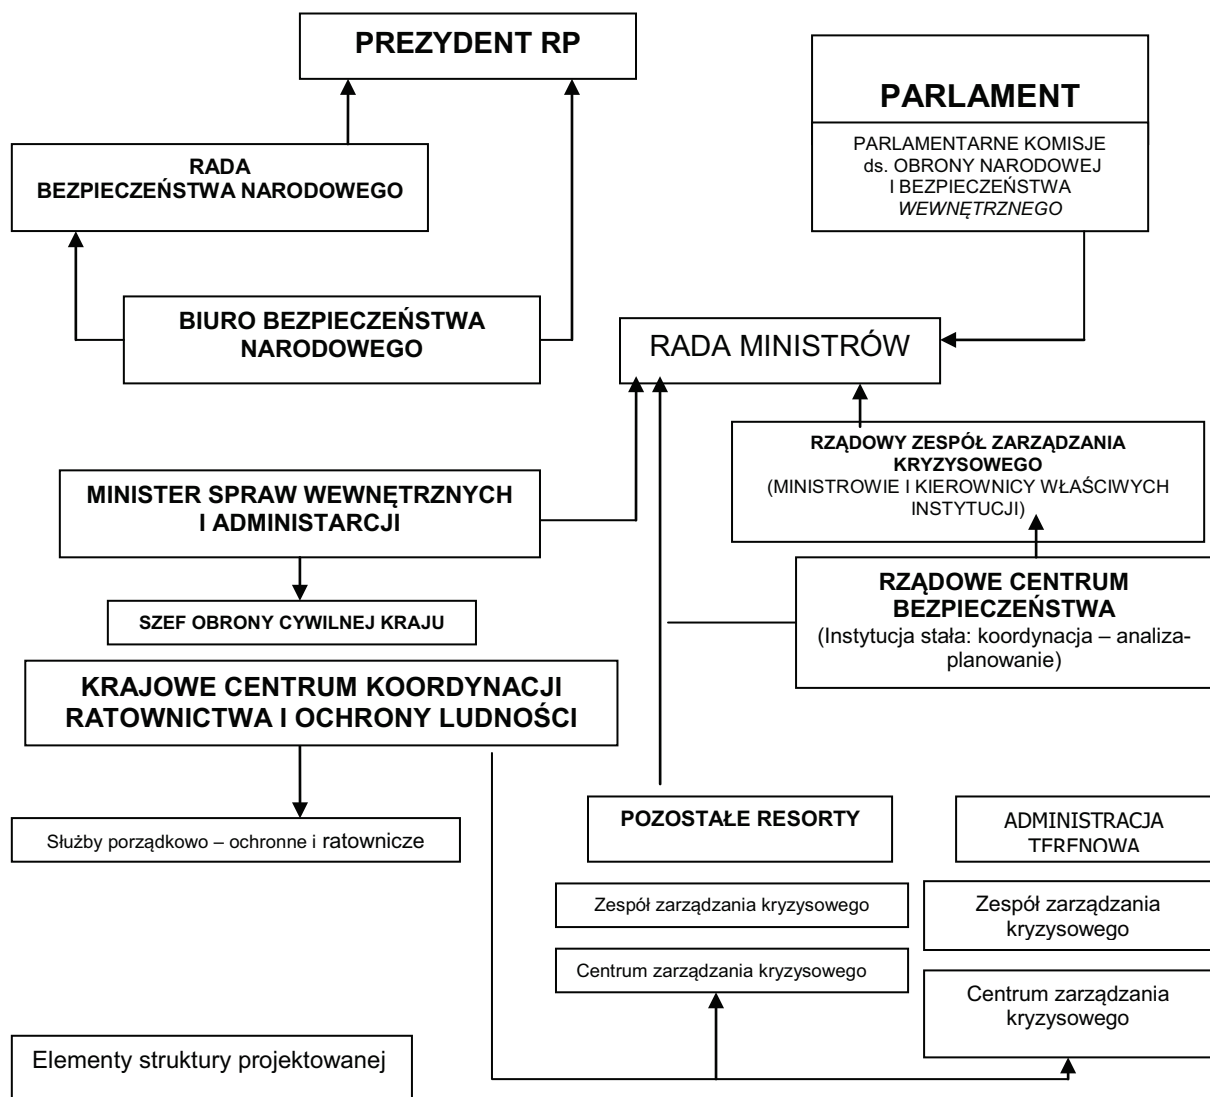 PREZYDENT RP
PARLAMENT
PARLAMENTARNE KOMISJE
ds. OBRONY NARODOWEJ
I BEZPIECZEŃSTWA
WEWNĘTRZNEGO
RADA
BEZPIECZEŃSTWA NARODOWEGO
BIURO BEZPIECZEŃSTWA
NARODOWEGO
RADA MINISTRÓW
RZĄDOWY ZESPÓŁ ZARZĄDZANIA
KRYZYSOWEGO
(MINISTROWIE I KIEROWNICY WŁAŚCIWYCH
INSTYTUCJI)
MINISTER SPRAW WEWNĘTRZNYCH
I ADMINISTARCJI
RZĄDOWE CENTRUM
BEZPIECZEŃSTWA
(Instytucja stała: koordynacja – analiza-
planowanie)
SZEF OBRONY CYWILNEJ KRAJU
KRAJOWE CENTRUM KOORDYNACJI
RATOWNICTWA I OCHRONY LUDNOŚCI
Służby porządkowo – ochronne i ratownicze
POZOSTAŁE RESORTY
ADMINISTRACJA
TERENOWA
Zespół zarządzania kryzysowego
Zespół zarządzania
kryzysowego
Centrum zarządzania kryzysowego
Centrum zarządzania
kryzysowego
Elementy struktury projektowanej